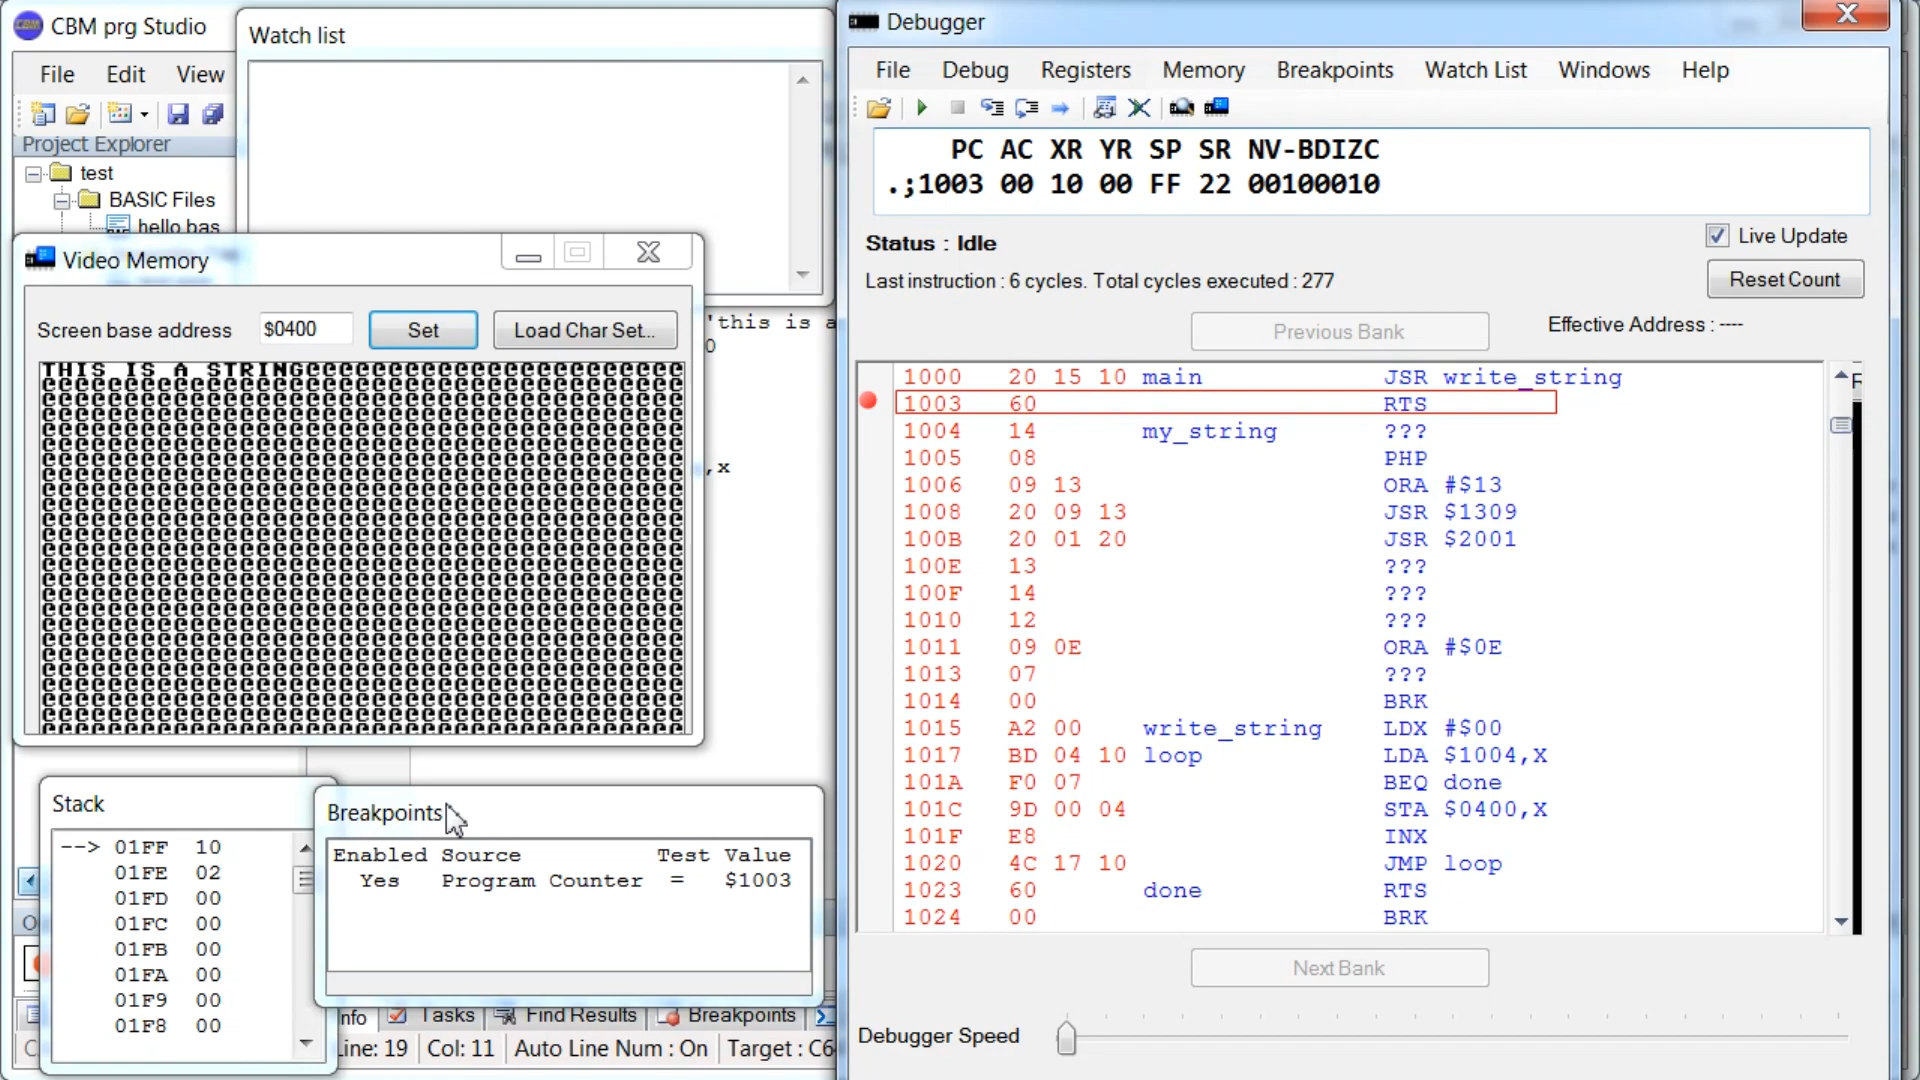 CBM prg Studio
File Edit View
Project Explorer
test
BASIC Files
hello bas
Watch list
Video Memory
Screen base address $0400 Set Load Char Set...
THIS IS A STRING@@@@@@@@@@@@@@@@@@@@@@@@
'this is a
0
,x
Stack
--> 01FF 10
01FE 02
01FD 00
01FC 00
01FB 00
01FA 00
01F9 00
01F8 00
Breakpoints
Enabled Source Test Value
Yes Program Counter = $1003
nfo Tasks Find Results Breakpoints
Line: 19 Col: 11 Auto Line Num : On Target : C6
Debugger
File Debug Registers Memory Breakpoints Watch List Windows Help
PC AC XR YR SP SR NV-BDIZC
.;1003 00 10 00 FF 22 00100010
Status : Idle
Live Update
Last instruction : 6 cycles. Total cycles executed : 277
Reset Count
Previous Bank
Effective Address : ----
1000 20 15 10 main JSR write_string
1003 60 RTS
1004 14 my_string ???
1005 08 PHP
1006 09 13 ORA #$13
1008 20 09 13 JSR $1309
100B 20 01 20 JSR $2001
100E 13 ???
100F 14 ???
1010 12 ???
1011 09 0E ORA #$0E
1013 07 ???
1014 00 BRK
1015 A2 00 write_string LDX #$00
1017 BD 04 10 loop LDA $1004,X
101A F0 07 BEQ done
101C 9D 00 04 STA $0400,X
101F E8 INX
1020 4C 17 10 JMP loop
1023 60 done RTS
1024 00 BRK
Next Bank
Debugger Speed